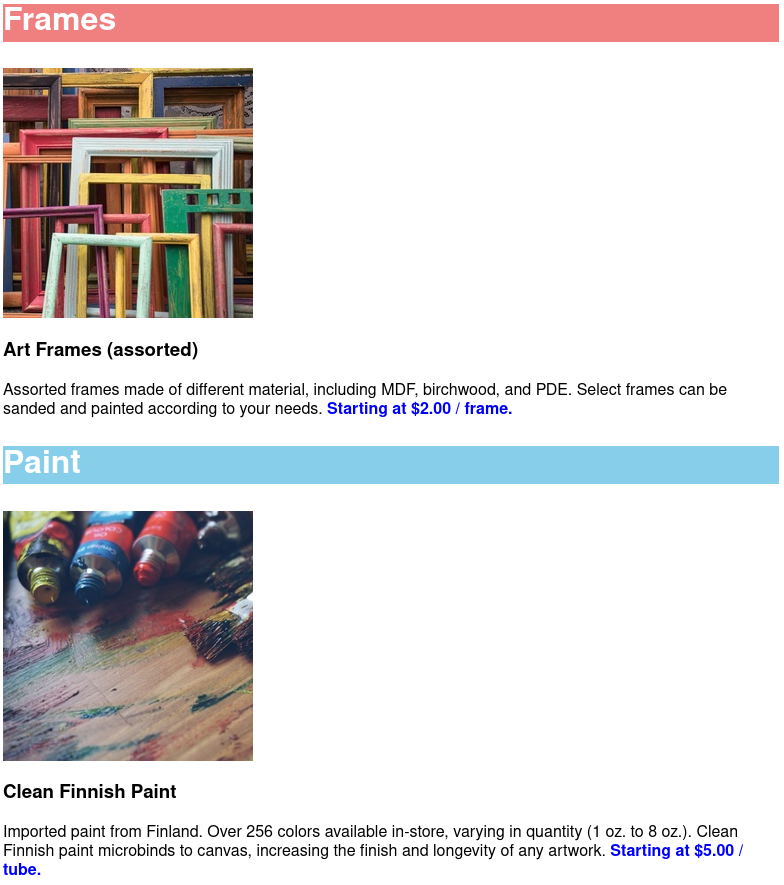 Frames
Art Frames (assorted)
Assorted frames made of different material, including MDF, birchwood, and PDE. Select frames can be
sanded and painted according to your needs. Starting at $2.00 / frame.
Paint
Clean Finnish Paint
Imported paint from Finland. Over 256 colors available in-store, varying in quantity (1 oz. to 8 oz.). Clean
Finnish paint microbinds to canvas, increasing the finish and longevity of any artwork. Starting at $5.00 /
tube.